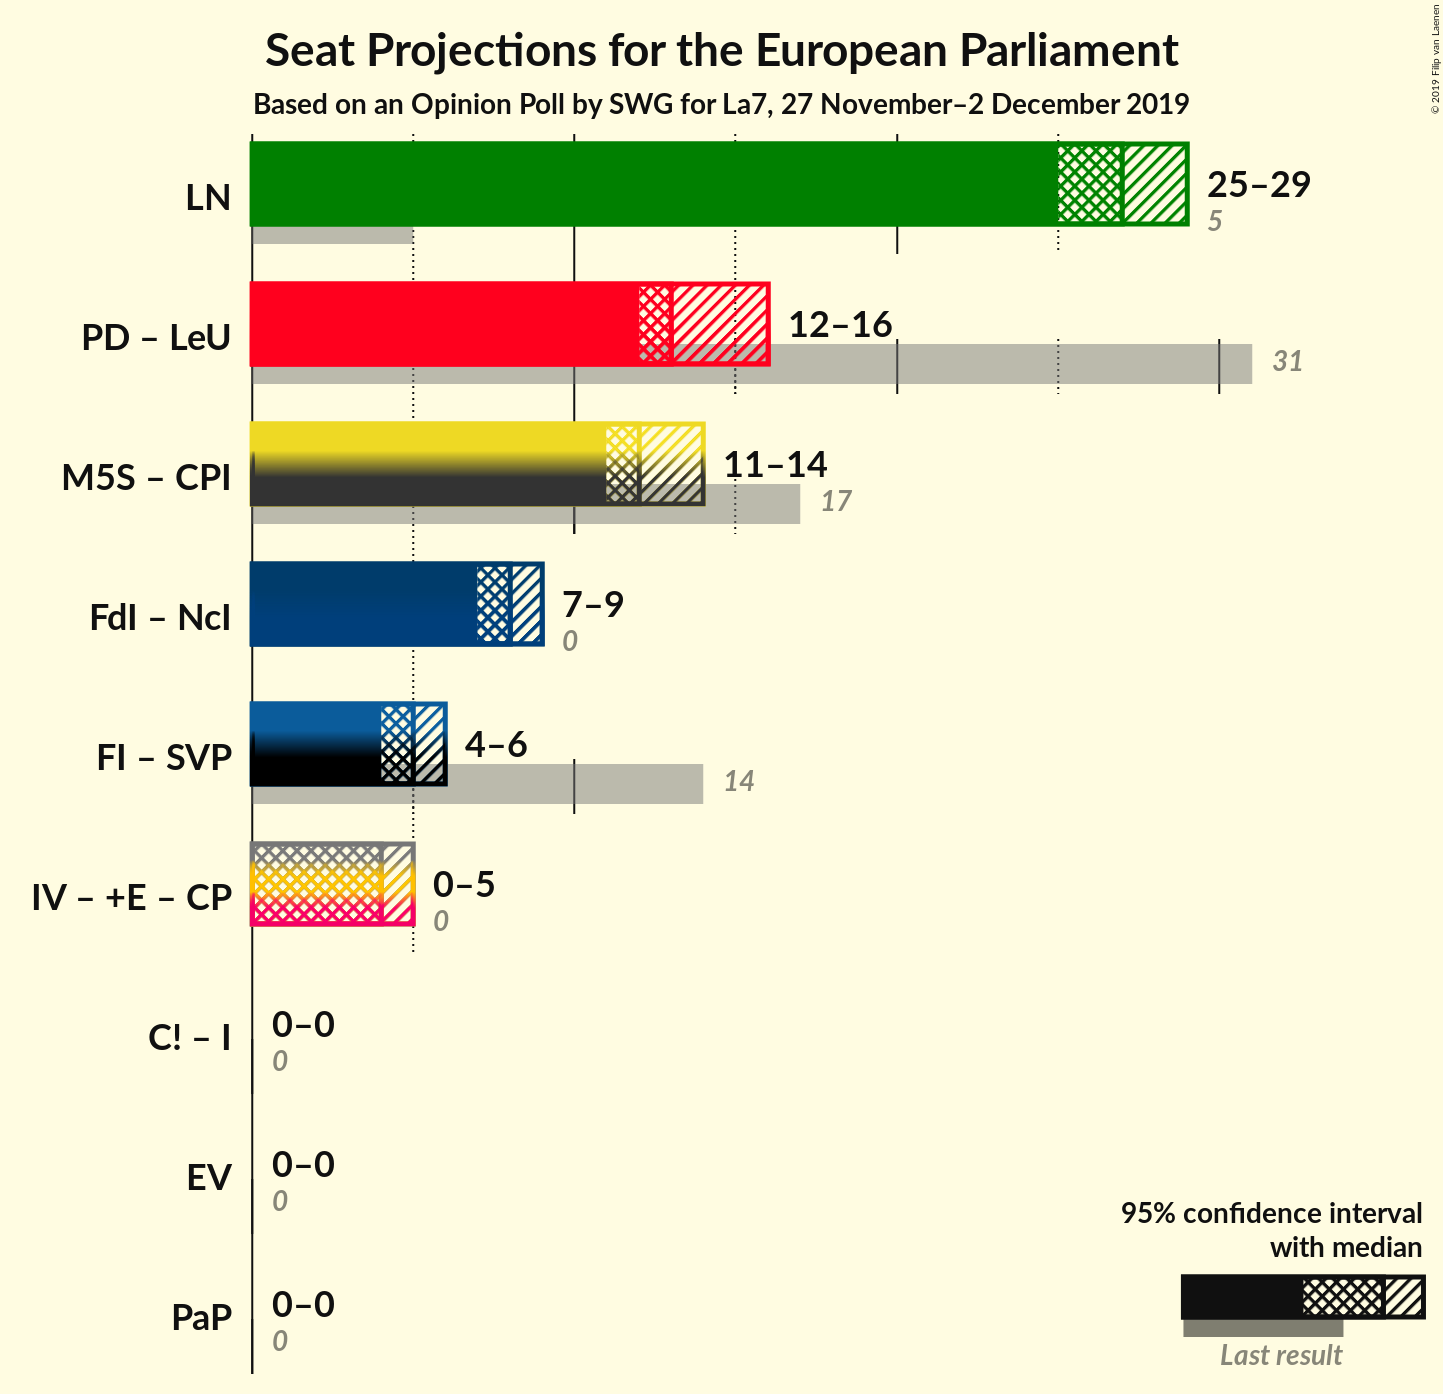 Seat Projections for the European Parliament
Based on an Opinion Poll by SWG for La7, 27 November–2 December 2019
© 2019 Filip van Laenen
LN
25–29
5
PD – LeU
12–16
31
M5S – CPI
11–14
17
FdI – NcI
7–9
0
FI – SVP
4–6
14
IV – +E – CP
0–5
0
C! – I
0–0
0
EV
0–0
0
PaP
0–0
0
95% confidence interval
with median
Last result